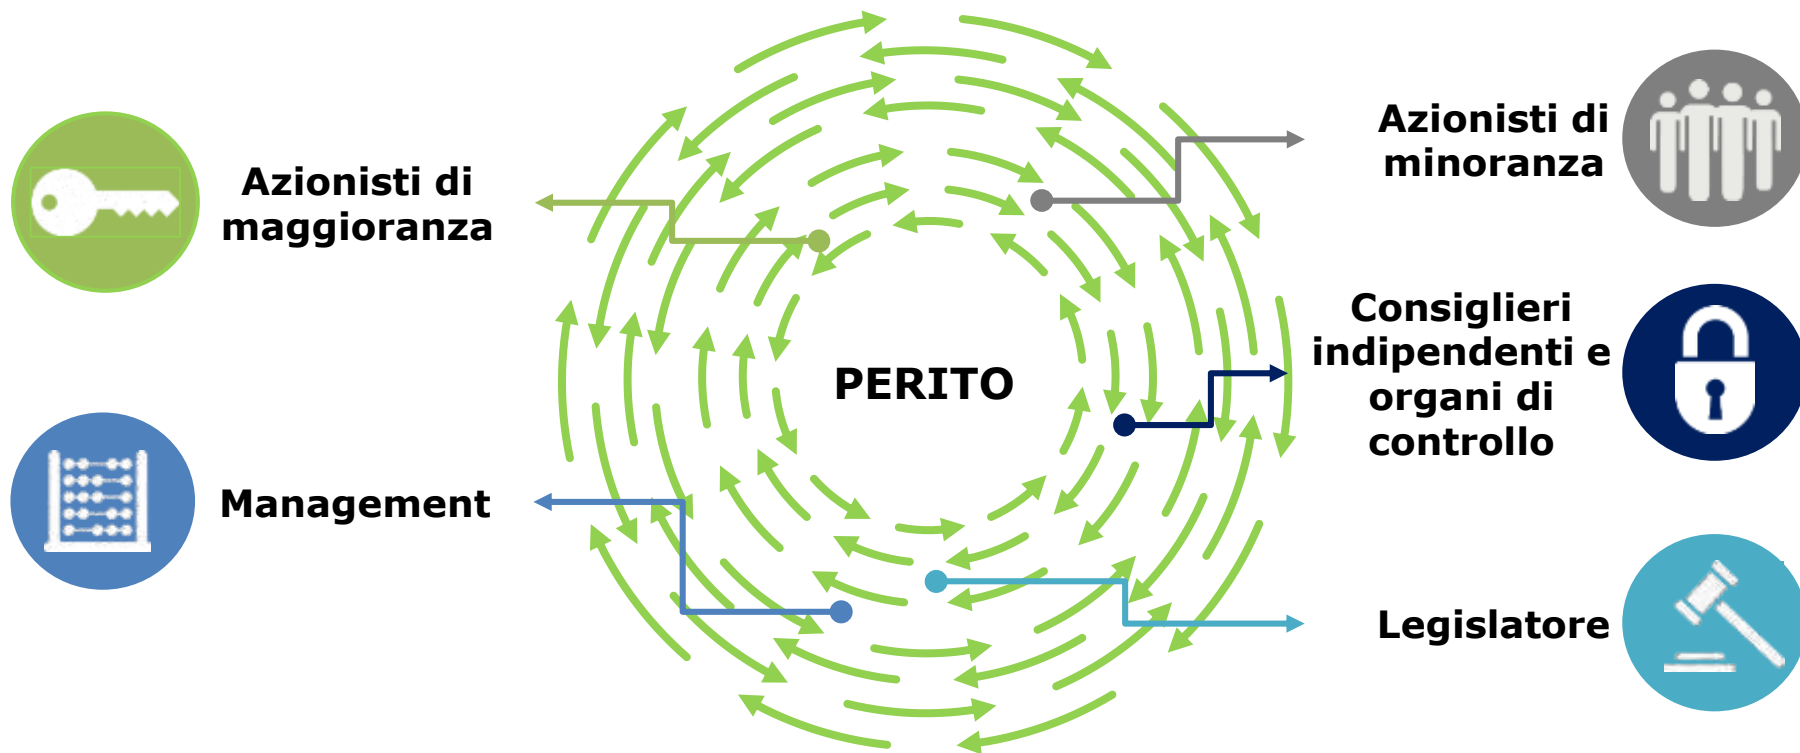 Azionisti di
maggioranza
Management
PERITO
Azionisti di
minoranza
Consiglieri
indipendenti e
organi di
controllo
Legislatore